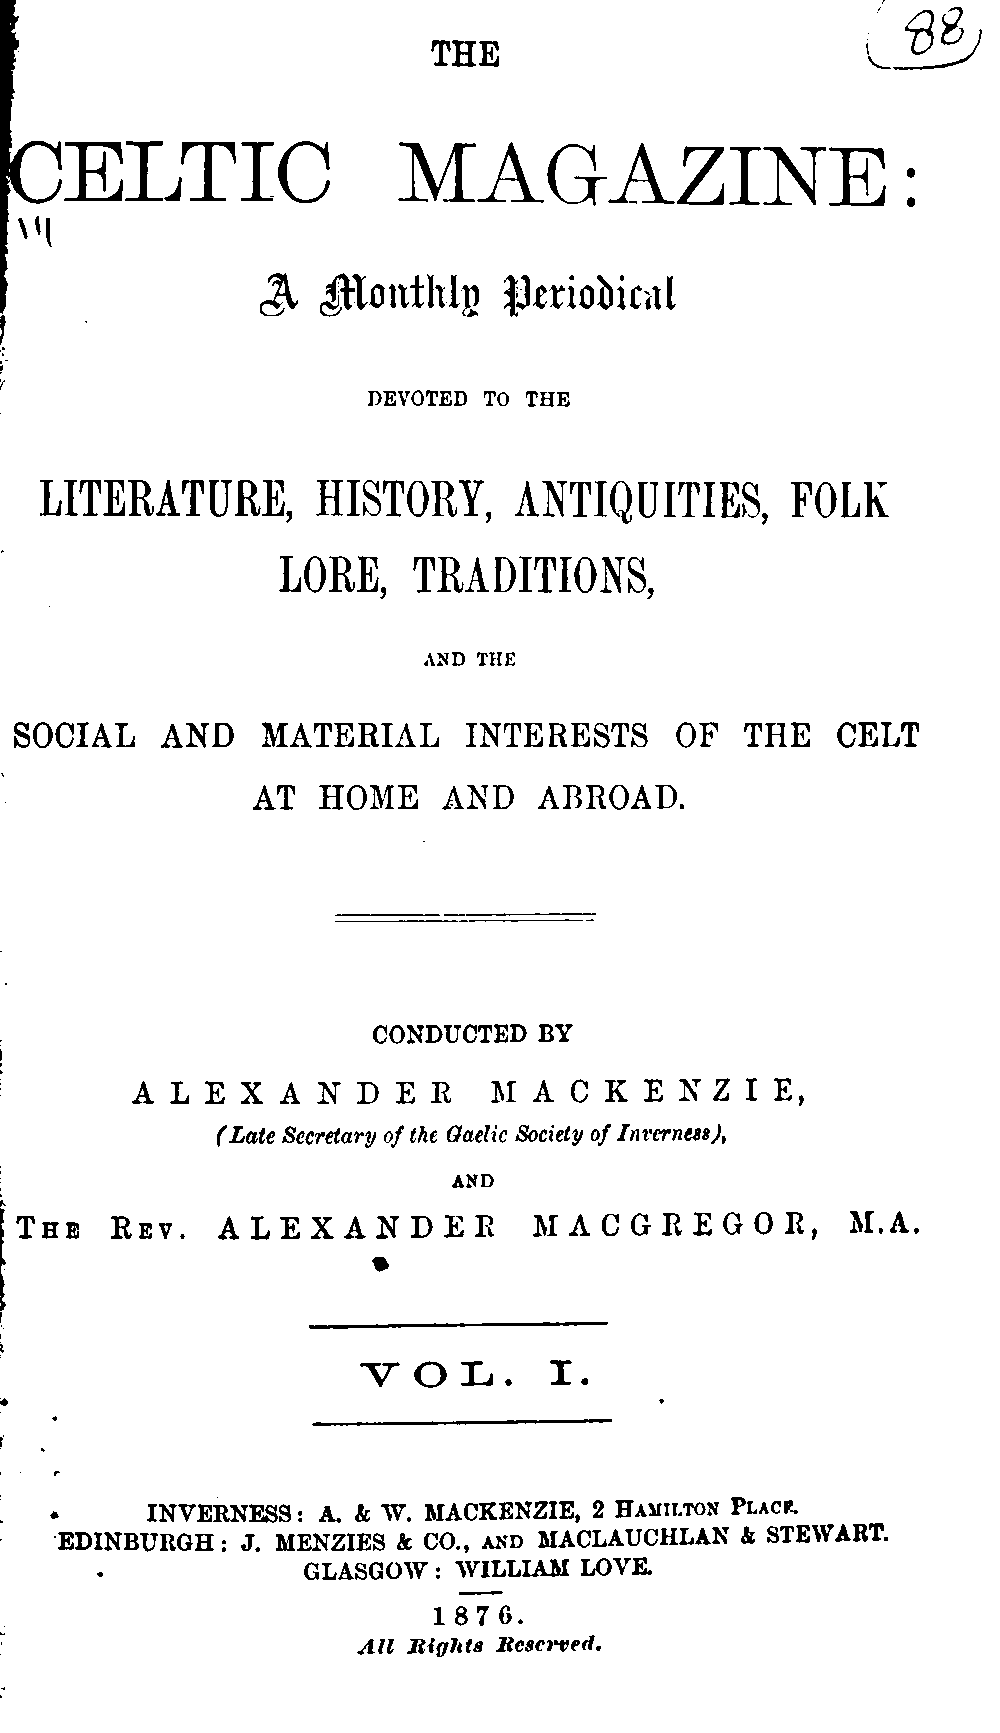 88
THE
CELTIC MAGAZINE:
A Monthly Periodical
DEVOTED TO THE
LITERATURE, HISTORY, ANTIQUITIES, FOLK
LORE, TRADITIONS,
AND THE
SOCIAL AND MATERIAL INTERESTS OF THE CELT
AT HOME AND ABROAD.
CONDUCTED BY
ALEXANDER MACKENZIE,
(Late Secretary of the Gaelic Society of Inverness),
AND
THE REV. ALEXANDER MACGREGOR, M.A.
VOL. I.
INVERNESS: A. & W. MACKENZIE, 2 HAMILTON PLACE.
EDINBURGH: J. MENZIES & CO., AND MACLAUCHLAN & STEWART.
GLASGOW: WILLIAM LOVE.
1876.
All Rights Reserved.